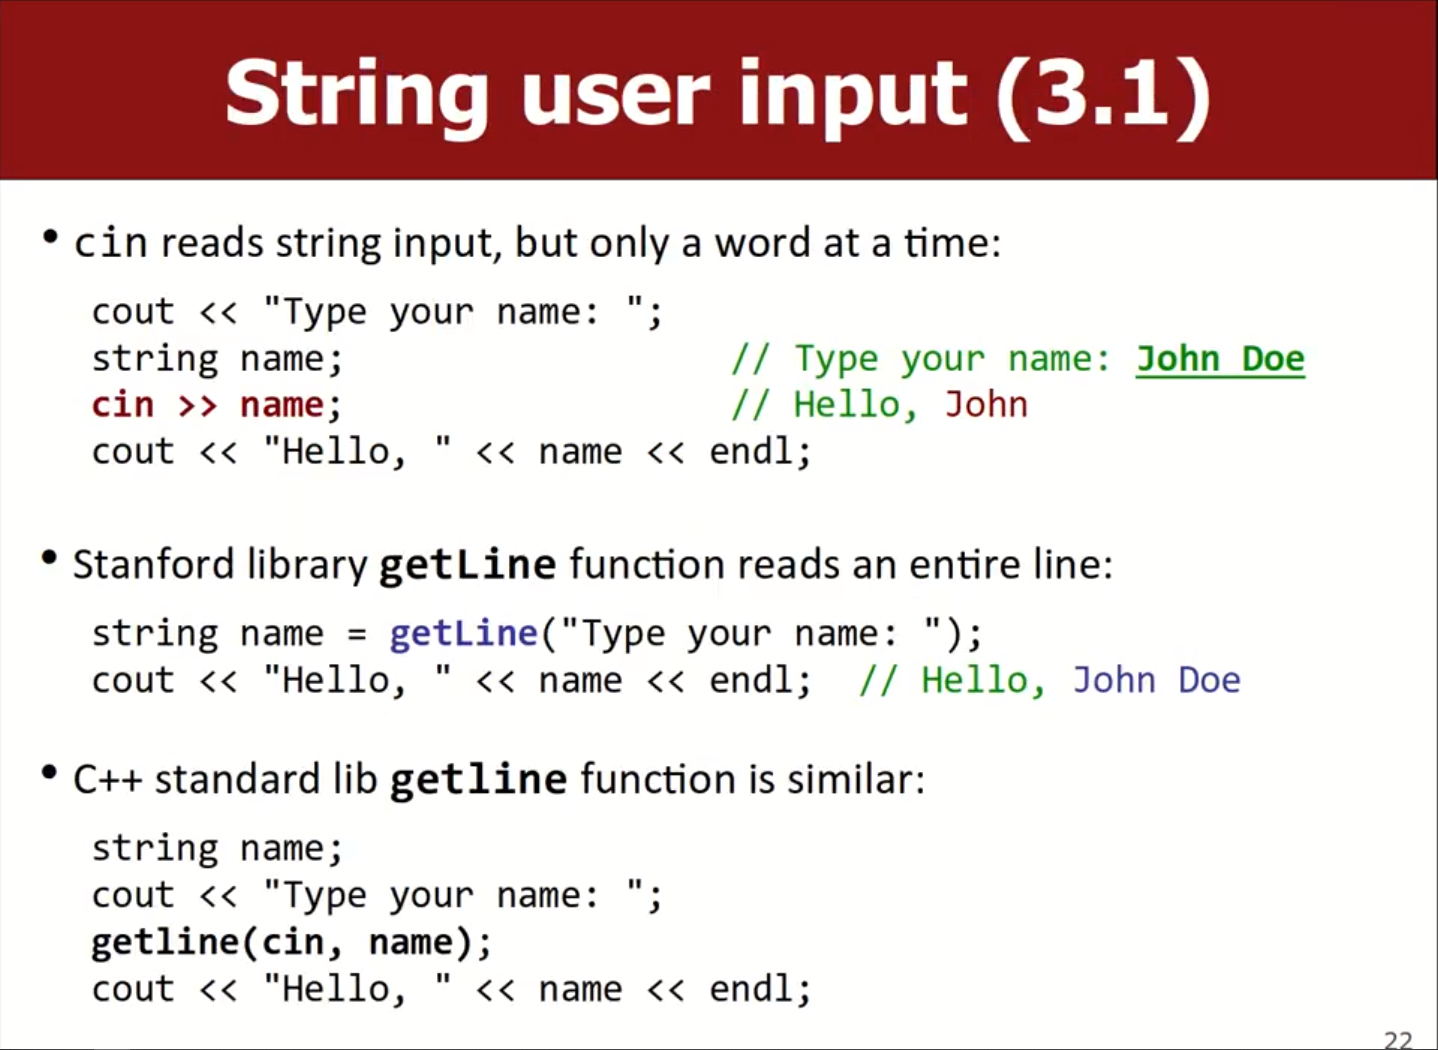 String user input (3.1)
• cin reads string input, but only a word at a time:
cout << "Type your name: ";
string name; // Type your name: John Doe
cin >> name; // Hello, John
cout << "Hello, " << name << endl;
• Stanford library getLine function reads an entire line:
string name = getLine("Type your name: ");
cout << "Hello, " << name << endl; // Hello, John Doe
• C++ standard lib getline function is similar:
string name;
cout << "Type your name: ";
getline(cin, name);
cout << "Hello, " << name << endl;
22